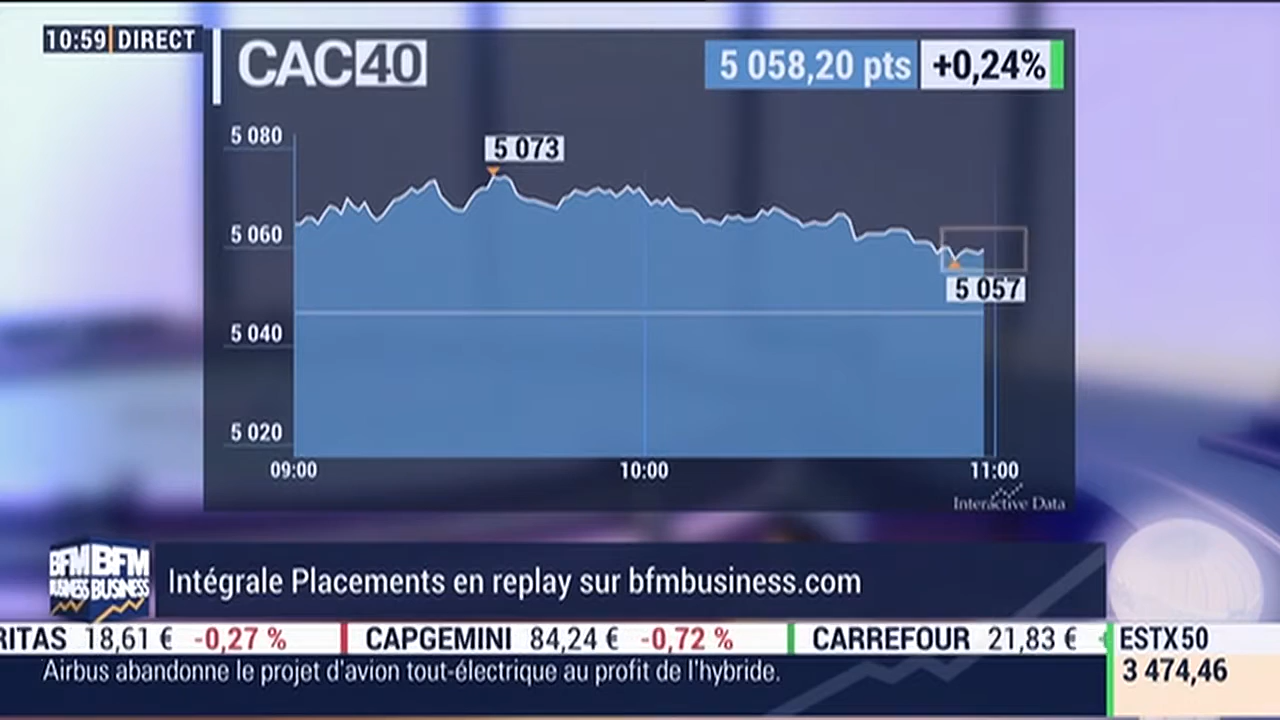 10:59 DIRECT
CAC40
5 058,20 pts +0,24%
5 080
5 073
5 060
5 057
5 040
5 020
09:00 10:00 11:00
Interactive Data
BFM BFM
BUSINESS BUSINESS
Intégrale Placements en replay sur bfmbusiness.com
RITAS 18,61 € -0,27 % CAPGEMINI 84,24 € -0,72 % CARREFOUR 21,83 €
ESTX50
3 474,46
Airbus abandonne le projet d'avion tout-électrique au profit de l'hybride.